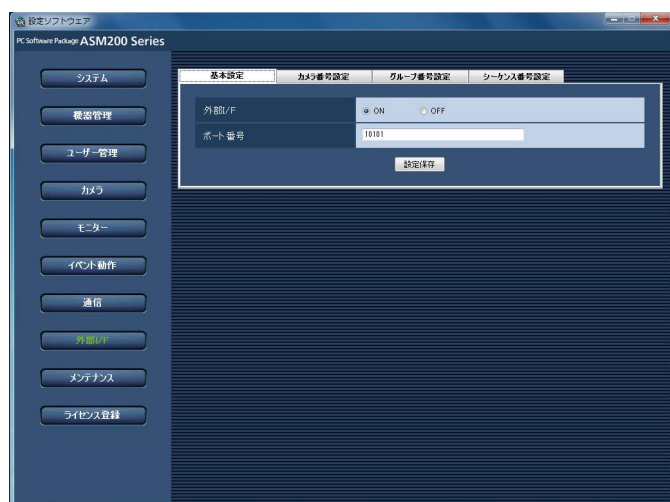 設定ソフトウェア
PC Software Package ASM200 Series
システム
機器管理
ユーザー管理
カメラ
モニター
イベント動作
通信
外部I/F
メンテナンス
ライセンス登録
基本設定 カメラ番号設定 グループ番号設定 シーケンス番号設定
外部I/F ON OFF
ポート番号 10101
設定保存